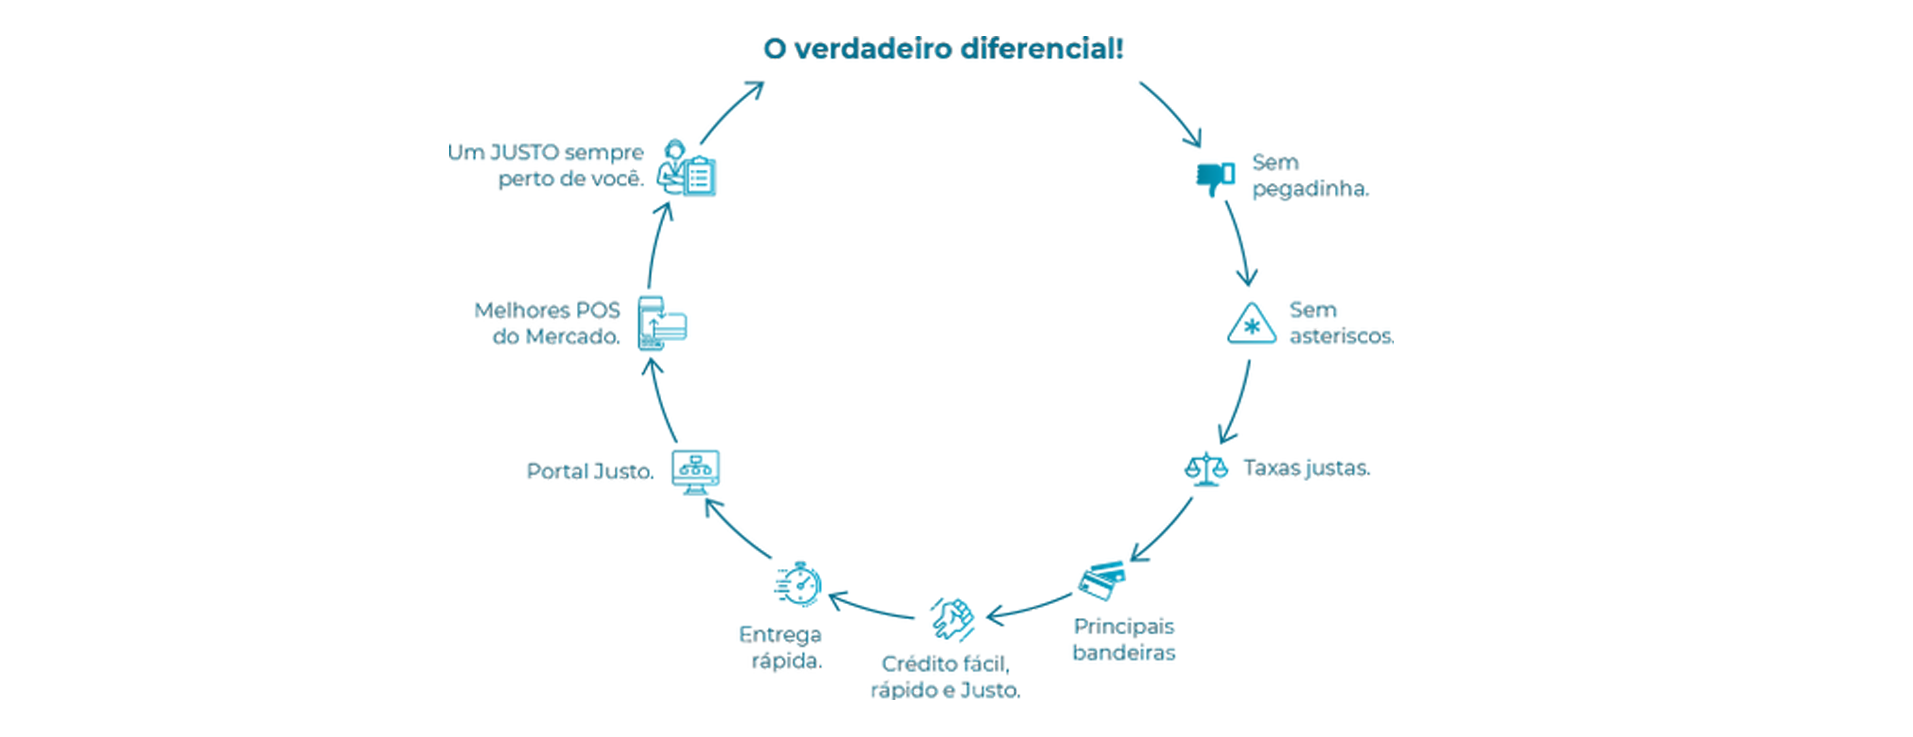 O verdadeiro diferencial!
Sem
pegadinha.
Sem
asteriscos.
Taxas justas.
Principais
bandeiras
Crédito fácil,
rápido e Justo.
Entrega
rápida.
Portal Justo.
Melhores POS
do Mercado.
Um JUSTO sempre
perto de você.